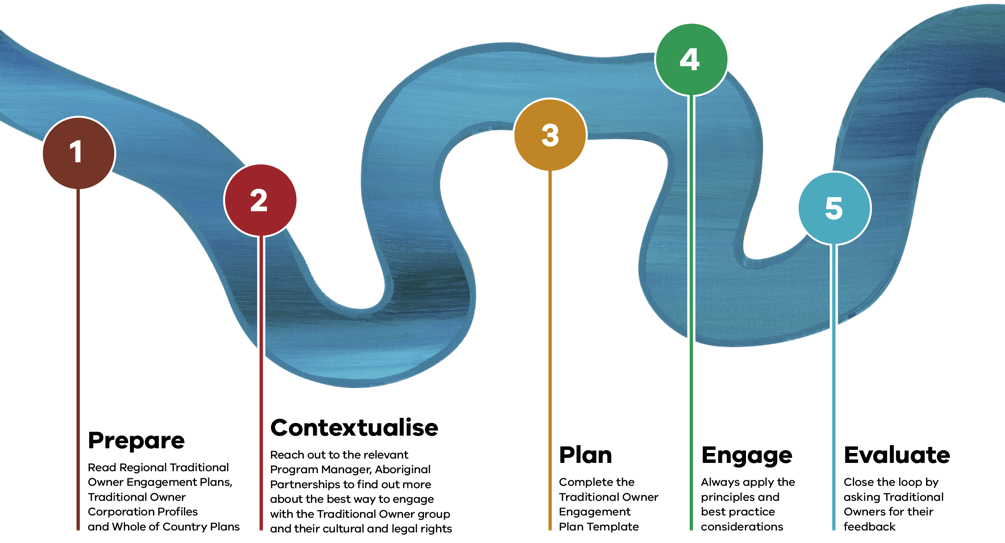 1
Prepare
Read Regional Traditional
Owner Engagement Plans,
Traditional Owner
Corporation Profiles
and Whole of Country Plans
2
Contextualise
Reach out to the relevant
Program Manager, Aboriginal
Partnerships to find out more
about the best way to engage
with the Traditional Owner group
and their cultural and legal rights
3
Plan
Complete the
Traditional Owner
Engagement
Plan Template
4
Engage
Always apply the
principles and
best practice
considerations
5
Evaluate
Close the loop by
asking Traditional
Owners for their
feedback